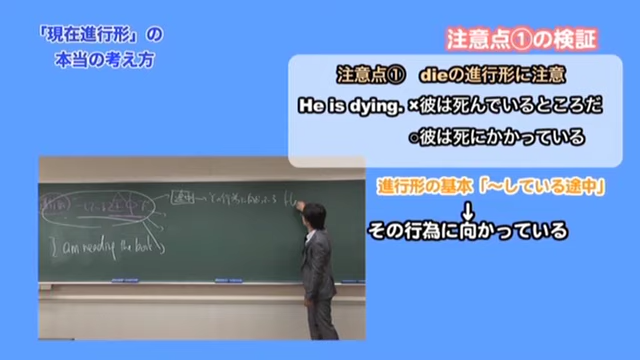 「現在進行形」の
本当の考え方
注意点①の検証
注意点① dieの進行形に注意
He is dying. ×彼は死んでいるところだ
○彼は死にかかっている
進行形の基本「～している途中」
↓
その行為に向かっている
I am reading the book